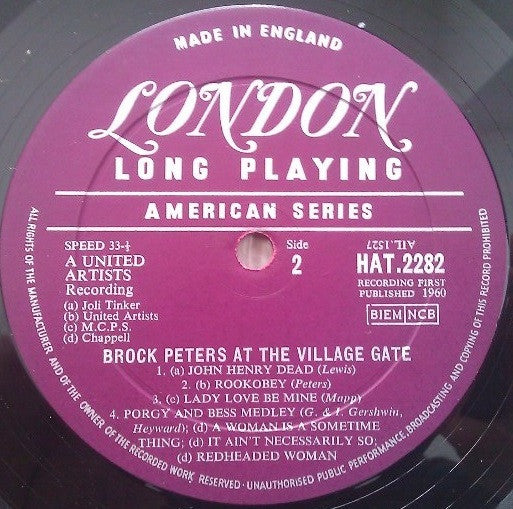 MADE IN ENGLAND
LONDON
LONG PLAYING
AMERICAN SERIES
SPEED 33-⅓
A UNITED
ARTISTS
Recording
(a) Joli Tinker
(b) United Artists
(c) M.C.P.S.
(d) Chappell
Side
2
ATL.1527
HAT.2282
RECORDING FIRST
PUBLISHED 1960
BIEM NCB
BROCK PETERS AT THE VILLAGE GATE
1. (a) JOHN HENRY DEAD (Lewis)
2. (b) ROOKOBEY (Peters)
3. (c) LADY LOVE BE MINE (Mapp)
4. PORGY AND BESS MEDLEY (G. & I. Gershwin,
Heyward); (d) A WOMAN IS A SOMETIME
THING; (d) IT AIN'T NECESSARILY SO;
(d) REDHEADED WOMAN
ALL RIGHTS OF THE MANUFACTURER AND OF THE OWNER OF THE RECORDED WORK RESERVED · UNAUTHORISED PUBLIC PERFORMANCE, BROADCASTING AND COPYING OF THIS RECORD PROHIBITED